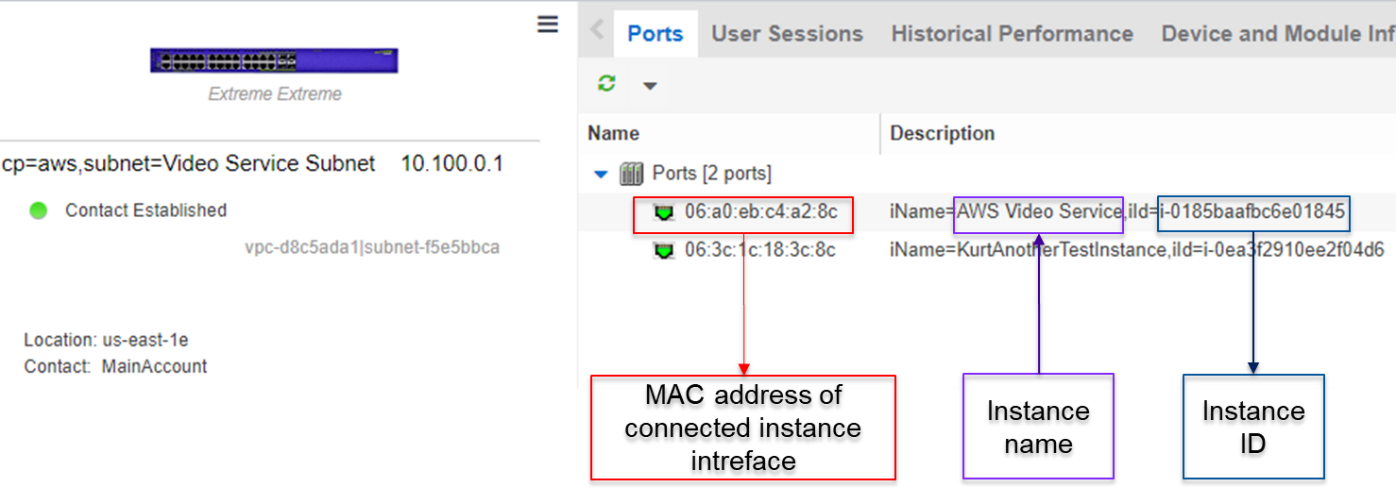 Extreme Extreme
cp=aws,subnet=Video Service Subnet 10.100.0.1
Contact Established
vpc-d8c5ada1|subnet-f5e5bbca
Location: us-east-1e
Contact: MainAccount
Ports User Sessions Historical Performance Device and Module Inf
Name Description
Ports [2 ports]
06:a0:eb:c4:a2:8c iName=AWS Video Service,iId=i-0185baafbc6e01845
06:3c:1c:18:3c:8c iName=KurtAnotherTestInstance,iId=i-0ea3f2910ee2f04d6
MAC address of
connected instance
intreface
Instance
name
Instance
ID